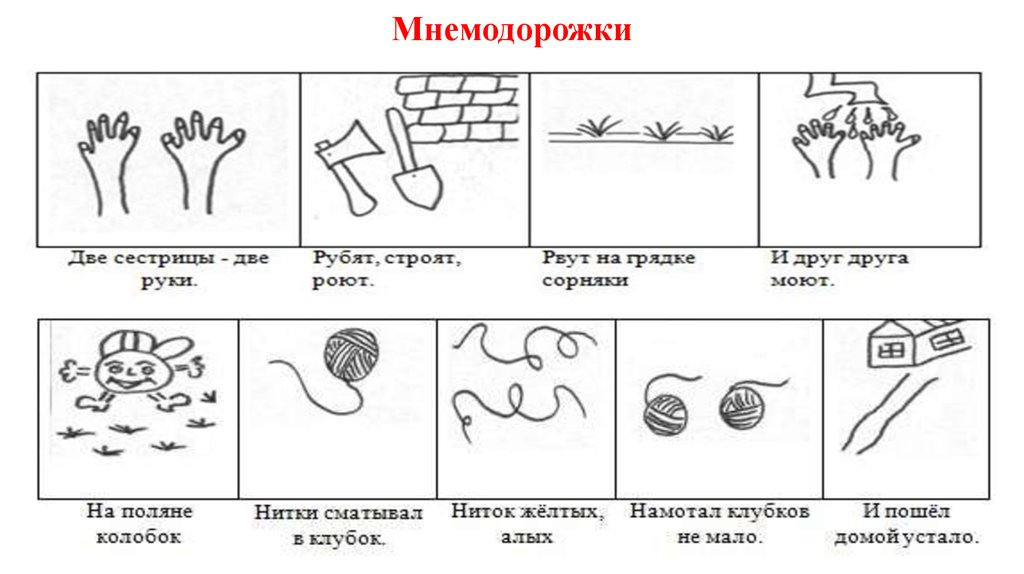 Мнемодорожки
Две сестрицы - две
руки.
Рубят, строят,
роют.
Рвут на грядке
сорняки
И друг друга
моют.
На поляне
колобок
Нитки сматывал
в клубок.
Ниток жёлтых,
алых
Намотал клубков
не мало.
И пошёл
домой устало.